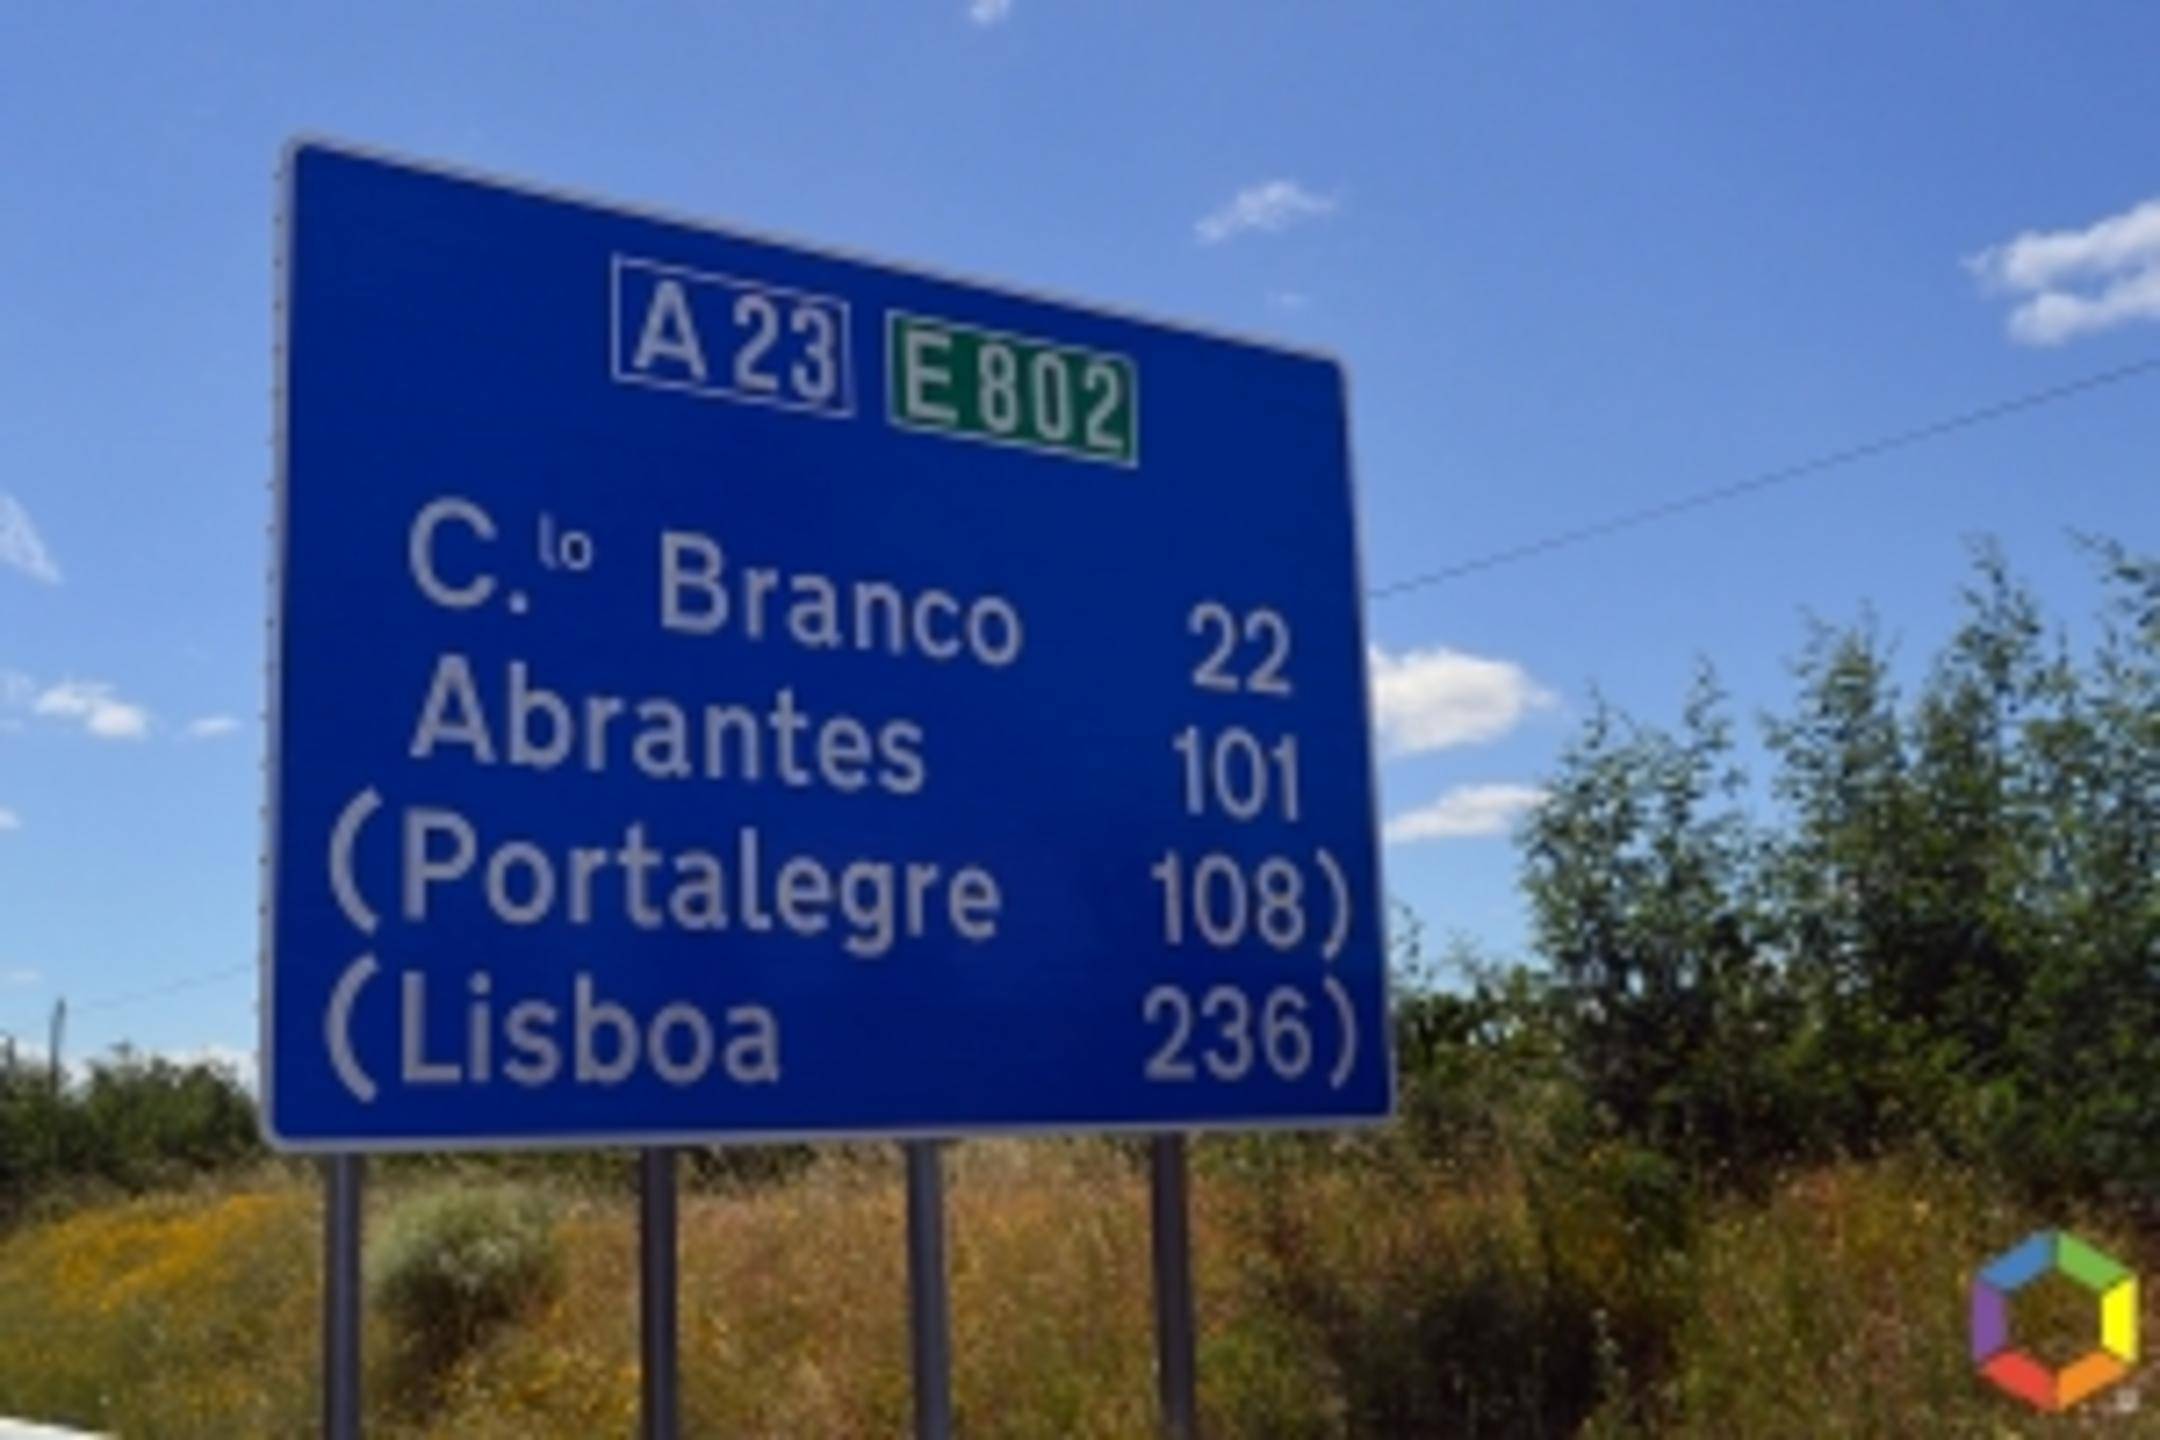 A 23 E 802
C.lo Branco 22
Abrantes 101
(Portalegre 108)
(Lisboa 236)